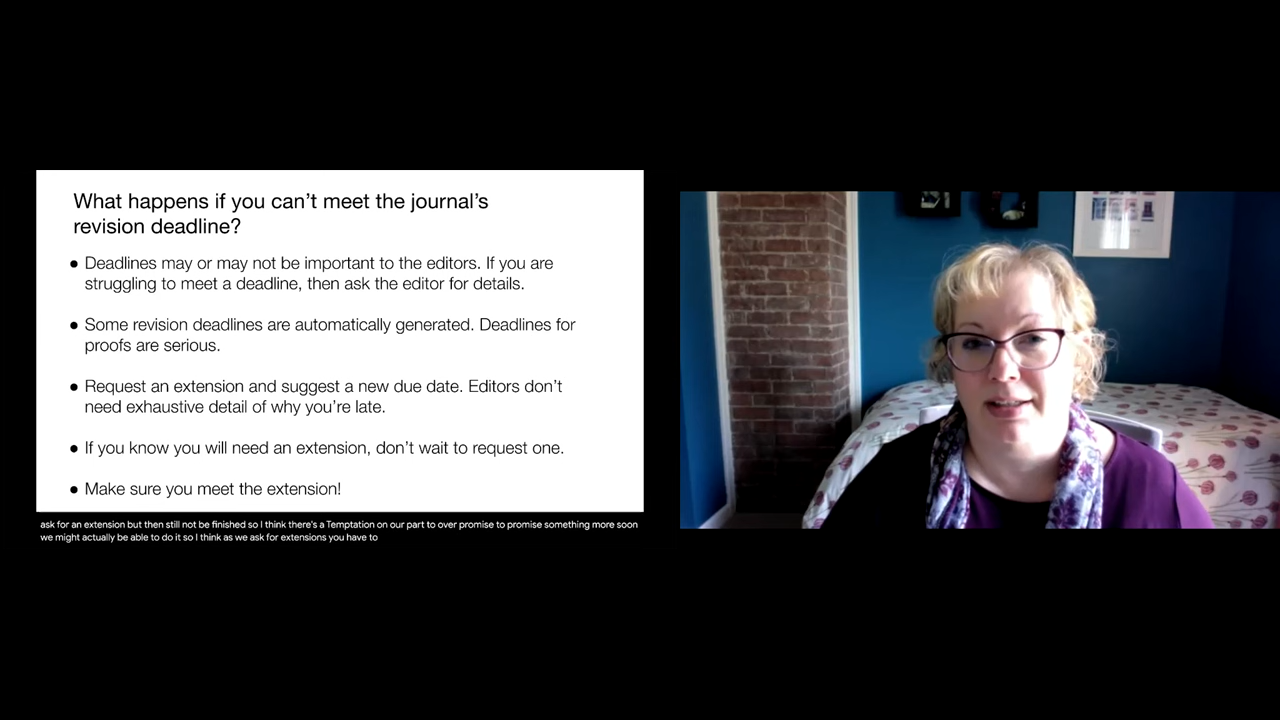 What happens if you can't meet the journal's
revision deadline?
● Deadlines may or may not be important to the editors. If you are
struggling to meet a deadline, then ask the editor for details.
● Some revision deadlines are automatically generated. Deadlines for
proofs are serious.
● Request an extension and suggest a new due date. Editors don't
need exhaustive detail of why you're late.
● If you know you will need an extension, don't wait to request one.
● Make sure you meet the extension!
ask for an extension but then still not be finished so I think there's a Temptation on our part to over promise to promise something more soon
we might actually be able to do it so I think as we ask for extensions you have to